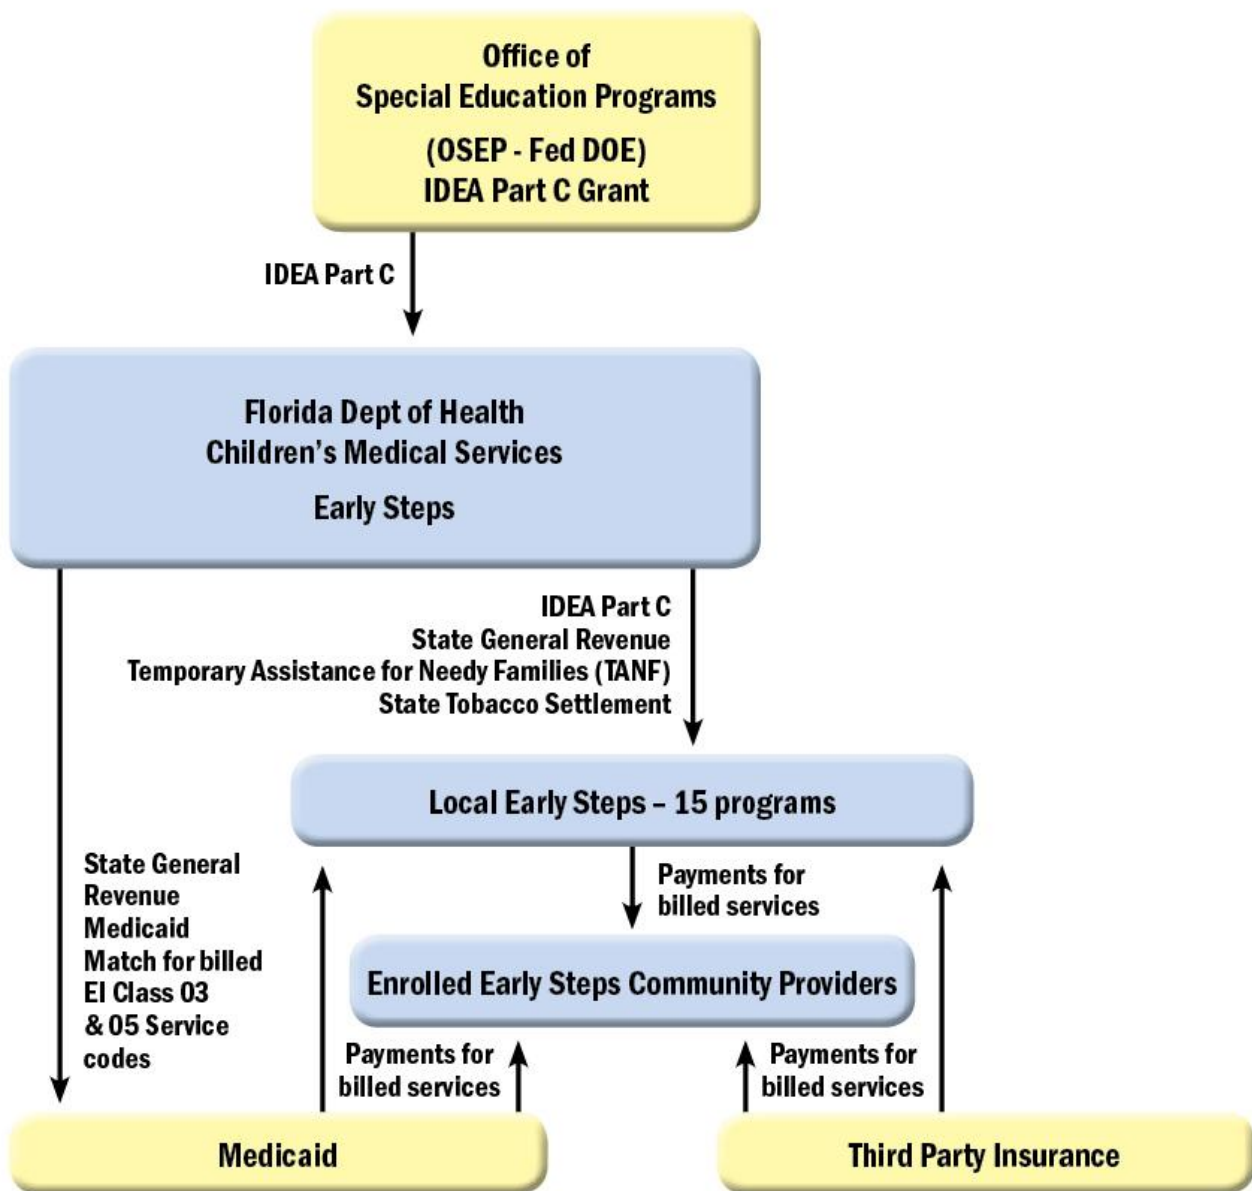 Office of
Special Education Programs
(OSEP - Fed DOE)
IDEA Part C Grant
IDEA Part C
Florida Dept of Health
Children's Medical Services
Early Steps
IDEA Part C
State General Revenue
Temporary Assistance for Needy Families (TANF)
State Tobacco Settlement
Local Early Steps – 15 programs
State General
Revenue
Medicaid
Match for billed
EI Class 03
& 05 Service
codes
Payments for
billed services
Enrolled Early Steps Community Providers
Payments for
billed services
Payments for
billed services
Medicaid
Third Party Insurance